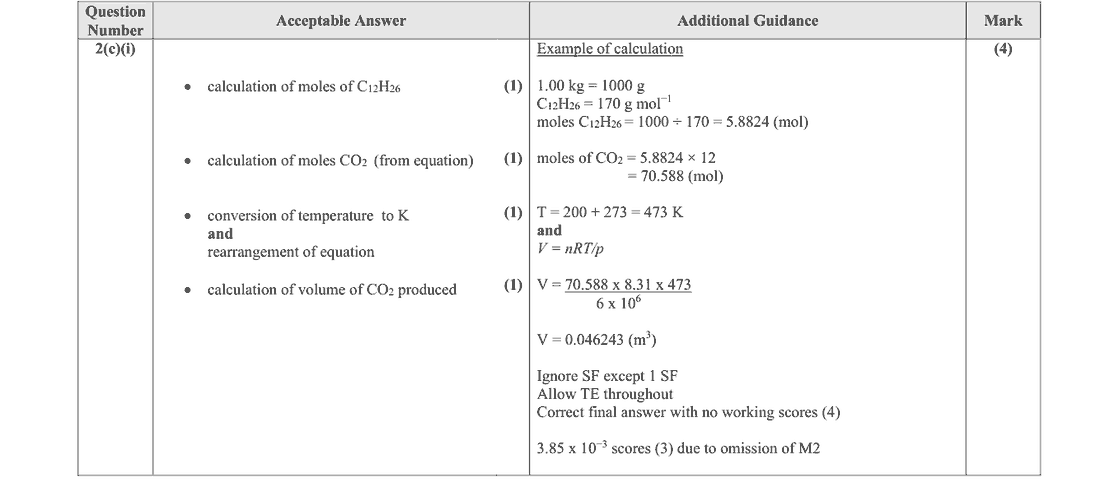 Question Number
Acceptable Answer
Additional Guidance
Mark
2(c)(i)
Example of calculation
(4)
• calculation of moles of C₁₂H₂₆ (1)
1.00 kg = 1000 g
C₁₂H₂₆ = 170 g mol⁻¹
moles C₁₂H₂₆ = 1000 ÷ 170 = 5.8824 (mol)
• calculation of moles CO₂ (from equation) (1)
moles of CO₂ = 5.8824 × 12
= 70.588 (mol)
• conversion of temperature to K (1)
and
rearrangement of equation
T = 200 + 273 = 473 K
and
V = nRT/p
• calculation of volume of CO₂ produced (1)
V = 70.588 x 8.31 x 473
6 x 10⁶
V = 0.046243 (m³)
Ignore SF except 1 SF
Allow TE throughout
Correct final answer with no working scores (4)
3.85 x 10⁻³ scores (3) due to omission of M2